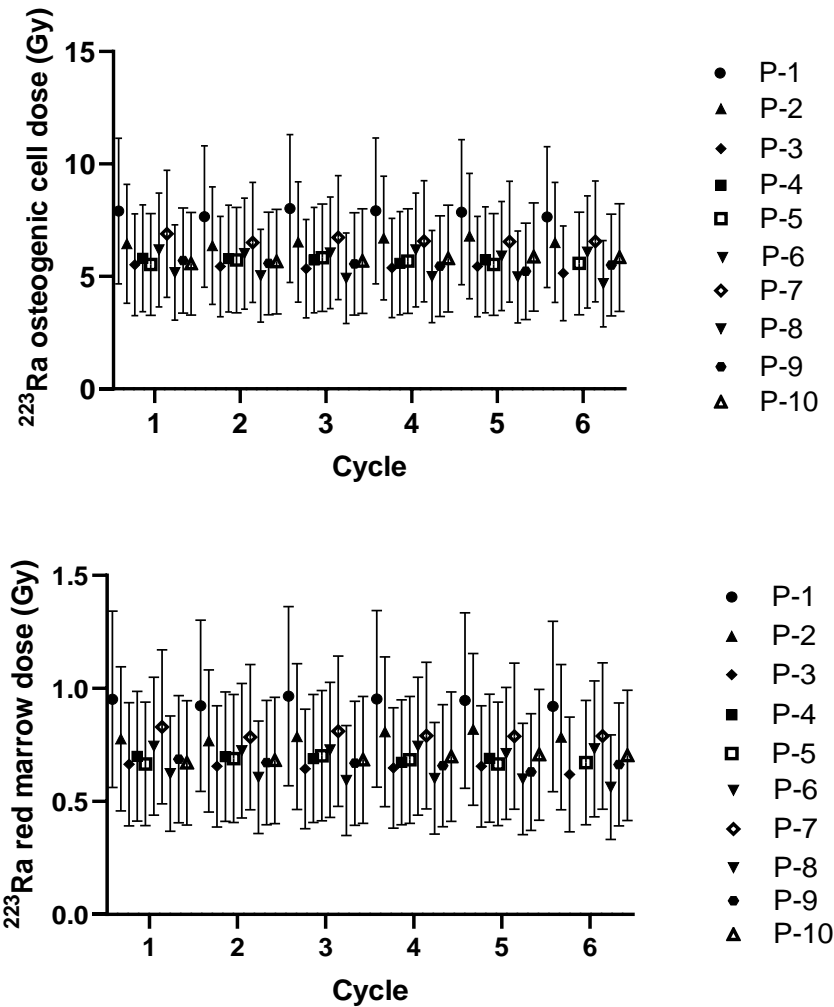 ²²³Ra osteogenic cell dose (Gy)
15
10
5
0
1 2 3 4 5 6
Cycle
P-1
P-2
P-3
P-4
P-5
P-6
P-7
P-8
P-9
P-10
²²³Ra red marrow dose (Gy)
1.5
1.0
0.5
0.0
1 2 3 4 5 6
Cycle
P-1
P-2
P-3
P-4
P-5
P-6
P-7
P-8
P-9
P-10